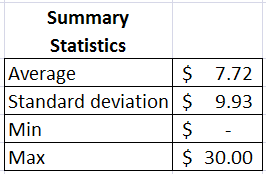 Summary
Statistics
Average $ 7.72
Standard deviation $ 9.93
Min $ -
Max $ 30.00